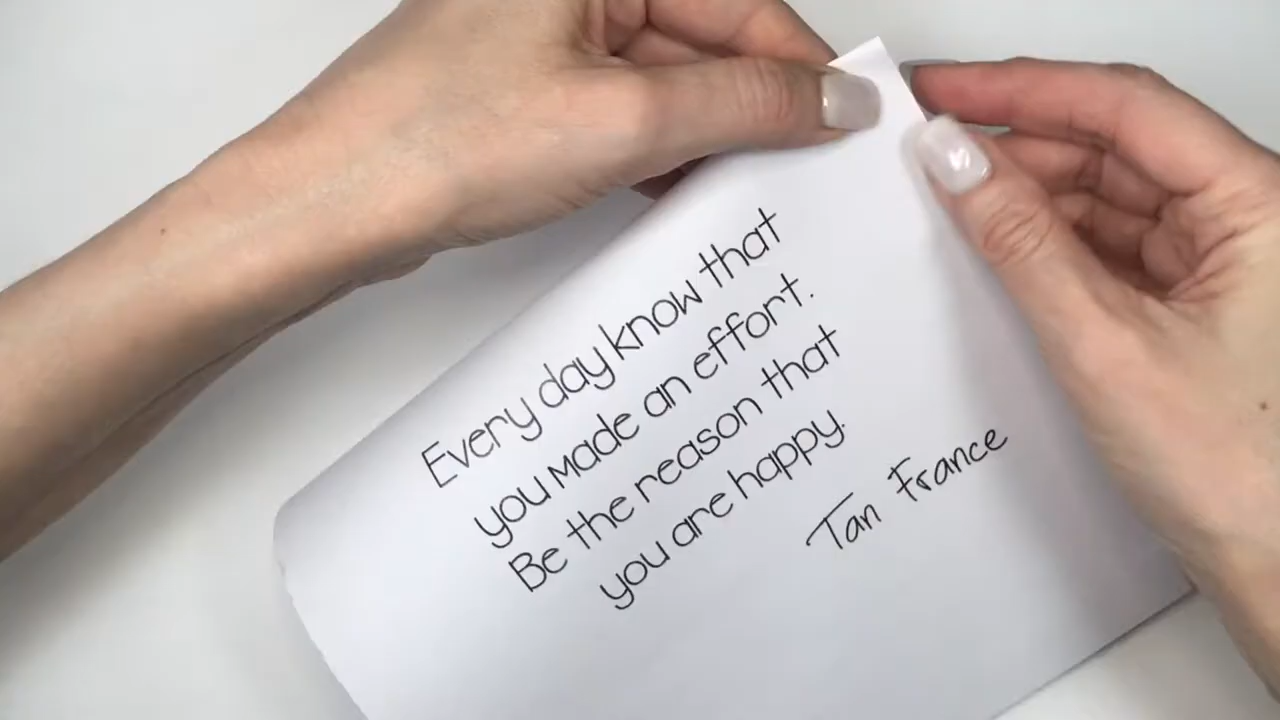 Every day know that
you made an effort.
Be the reason that
you are happy.
Tan France